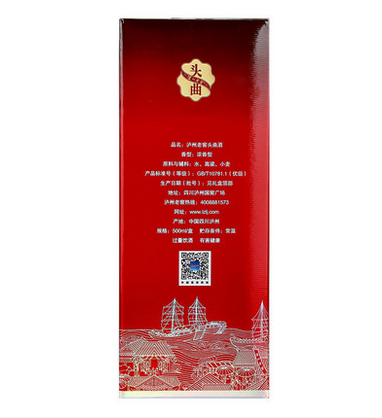 头
曲
品名：泸州老窖头曲酒
香型：浓香型
原料与辅料：水、高粱、小麦
产品标准号（等级）：GB/T10781.1（优级）
生产日期（批号）：见礼盒顶部
地址：四川泸州国窖广场
泸州老窖热线：4008881573
网址：www.lzlj.com
产地：中国四川泸州
规格：500ml/盒 贮存条件：常温
过量饮酒 有害健康